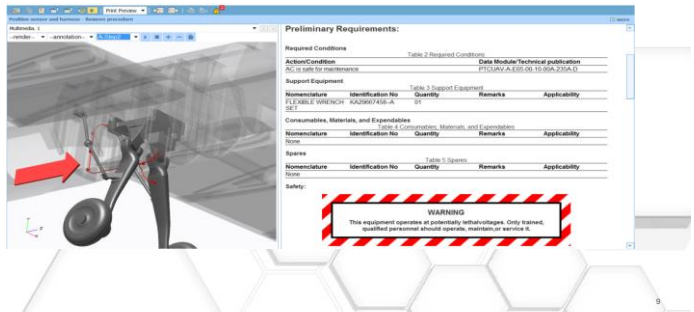 Print Preview
Position sensor and harness - Remove procedure
Multimedia, 1
--render-- --annotation-- A.Step2
Preliminary Requirements:
Required Conditions
Table 2 Required Conditions
Action/Condition Data Module/Technical publication
AC is safe for maintenance PTCUAV-A-E05-00-10-00A-235A-D
Support Equipment
Table 3 Support Equipment
Nomenclature Identification No Quantity Remarks Applicability
FLEXIBLE WRENCH SET KA29667458--A 01
Consumables, Materials, and Expendables
Table 4 Consumables, Materials, and Expendables
Nomenclature Identification No Quantity Remarks Applicability
None
Spares
Table 5 Spares
Nomenclature Identification No Quantity Remarks Applicability
None
Safety:
WARNING
This equipment operates at potentially lethalvoltages. Only trained,
qualified personnel should operate, maintain,or service it.
9